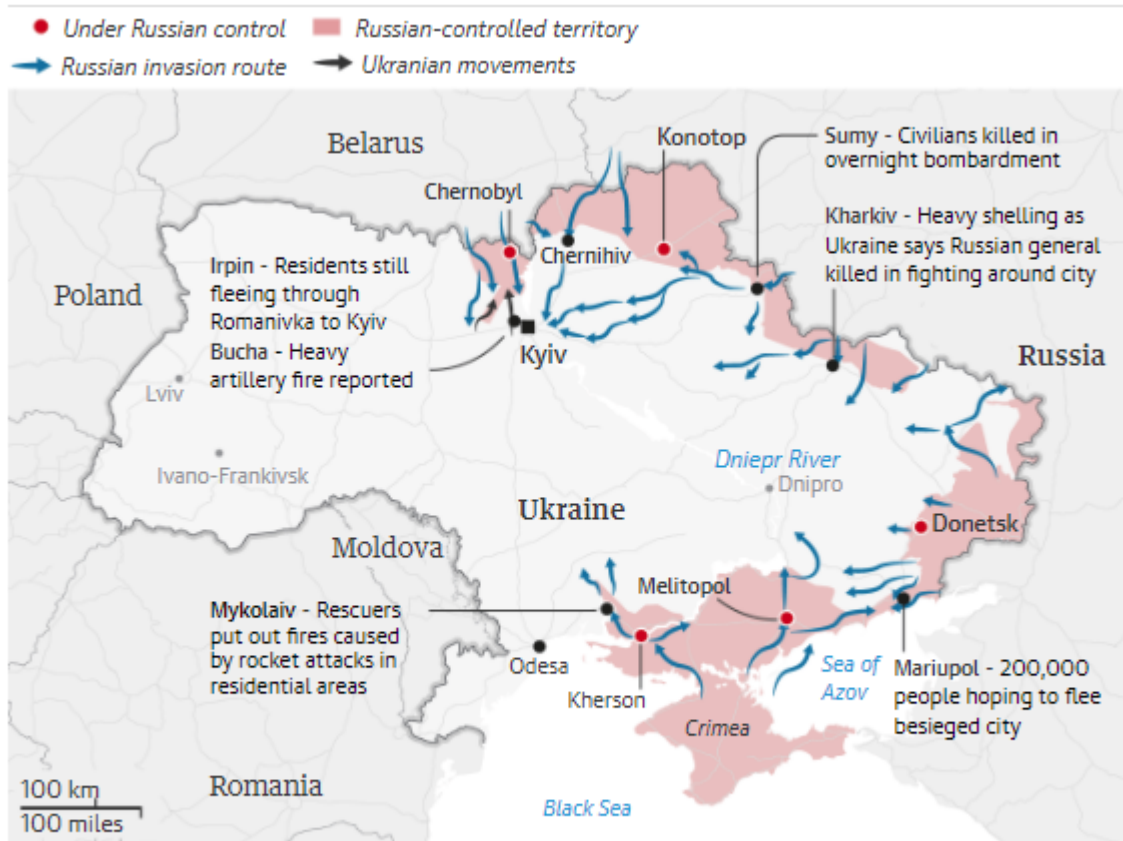 Under Russian control
Russian-controlled territory
Russian invasion route
Ukranian movements
Belarus
Konotop
Sumy - Civilians killed in
overnight bombardment
Chernobyl
Kharkiv - Heavy shelling as
Ukraine says Russian general
killed in fighting around city
Chernihiv
Irpin - Residents still
fleeing through
Romanivka to Kyiv
Bucha - Heavy
artillery fire reported
Poland
Kyiv
Russia
Lviv
Ivano-Frankivsk
Dniepr River
Dnipro
Ukraine
Donetsk
Moldova
Melitopol
Mykolaiv - Rescuers
put out fires caused
by rocket attacks in
residential areas
Odesa
Kherson
Sea of
Azov
Mariupol - 200,000
people hoping to flee
besieged city
Crimea
Romania
100 km
100 miles
Black Sea